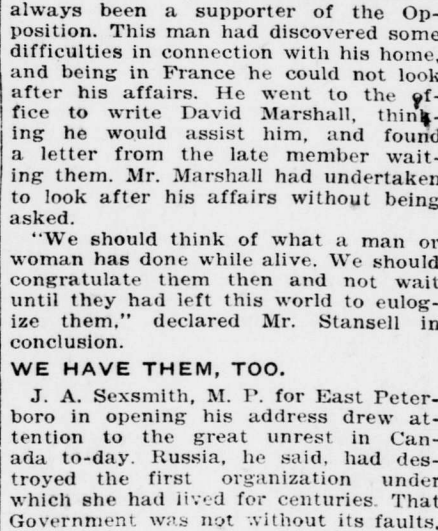 always been a supporter of the Op-
position. This man had discovered some
difficulties in connection with his home,
and being in France he could not look
after his affairs. He went to the of-
fice to write David Marshall, think-
ing he would assist him, and found
a letter from the late member wait-
ing them. Mr. Marshall had undertaken
to look after his affairs without being
asked.
"We should think of what a man or
woman has done while alive. We should
congratulate them then and not wait
until they had left this world to eulog-
ize them," declared Mr. Stansell in
conclusion.
WE HAVE THEM, TOO.
J. A. Sexsmith, M. P. for East Peter-
boro in opening his address drew at-
tention to the great unrest in Can-
ada to-day. Russia, he said, had des-
troyed the first organization under
which she had lived for centuries. That
Government was not without its faults